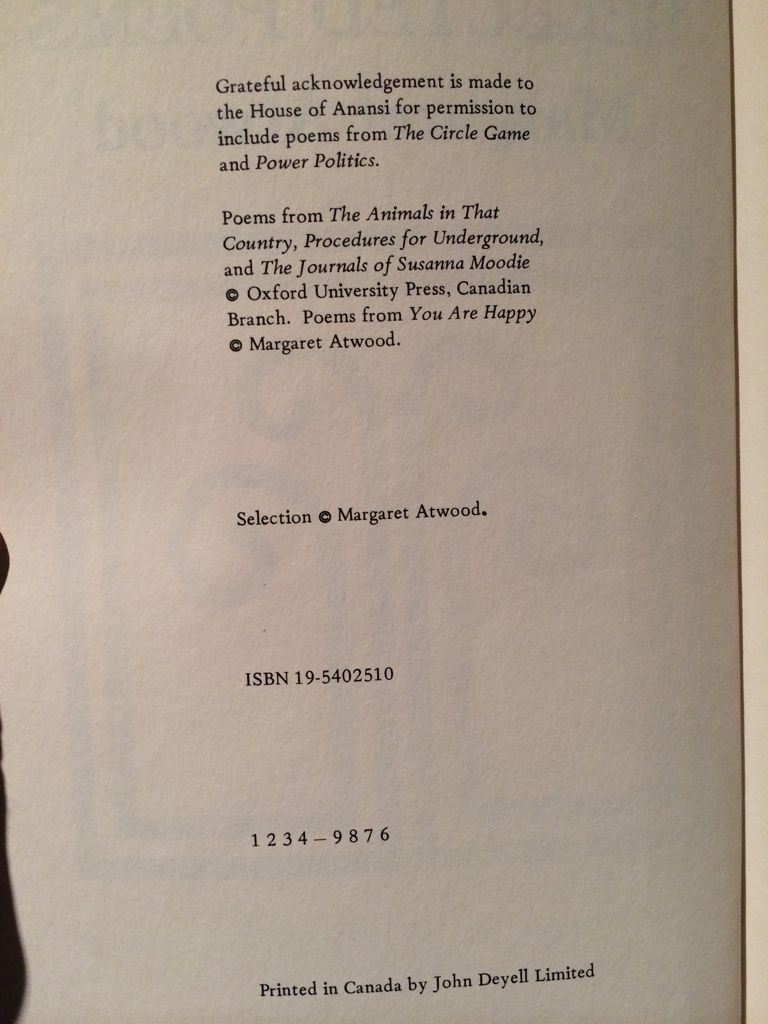 Grateful acknowledgement is made to
the House of Anansi for permission to
include poems from The Circle Game
and Power Politics.
Poems from The Animals in That
Country, Procedures for Underground,
and The Journals of Susanna Moodie
© Oxford University Press, Canadian
Branch. Poems from You Are Happy
© Margaret Atwood.
Selection © Margaret Atwood.
ISBN 19-5402510
1 2 3 4 – 9 8 7 6
Printed in Canada by John Deyell Limited